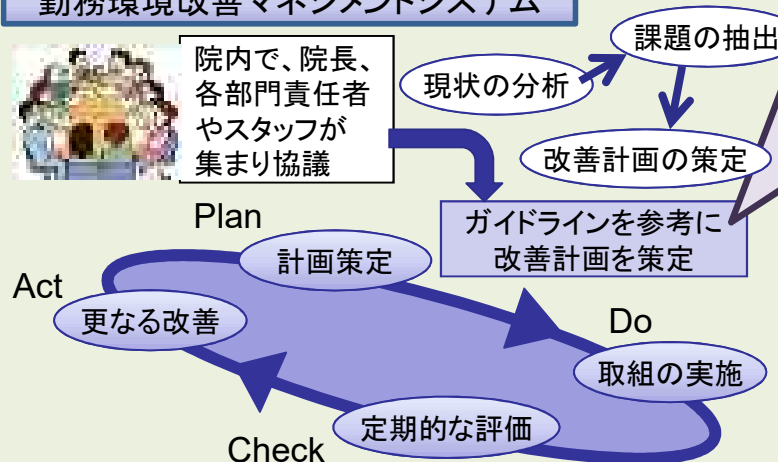 勤務環境改善マネジメントシステム
院内で、院長、
各部門責任者
やスタッフが
集まり協議
現状の分析
課題の抽出
改善計画の策定
ガイドラインを参考に
改善計画を策定
Plan
計画策定
Act
更なる改善
Do
取組の実施
定期的な評価
Check